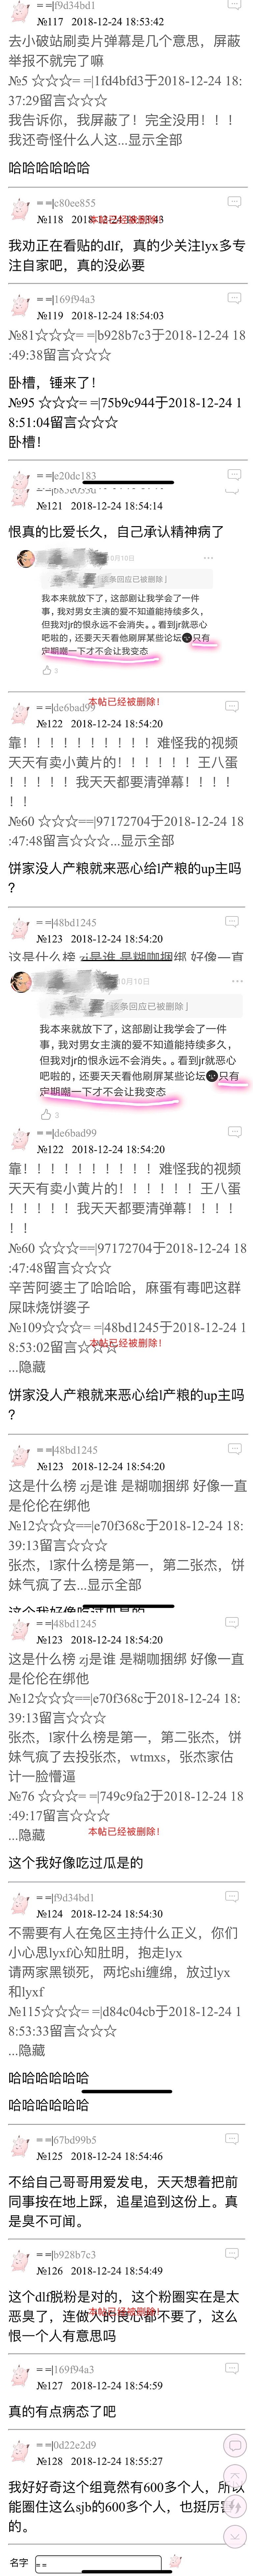 = =|f9d34bd1
№117 2018-12-24 18:53:42
去小破站刷卖片弹幕是几个意思，屏蔽
举报不就完了嘛
№5 ☆☆☆= =|1fd4bfd3于2018-12-24 18:
37:29留言☆☆☆
我告诉你，我屏蔽了！完全没用！！！
我还奇怪什么人这...显示全部
哈哈哈哈哈哈
= =|c80ee855
№118 2018-12-24 18:53:43
本帖已经被删除！
我劝正在看贴的dlf，真的少关注lyx多专
注自家吧，真的没必要
= =|169f94a3
№119 2018-12-24 18:54:03
№81☆☆☆= =|b928b7c3于2018-12-24 18
:49:38留言☆☆☆
卧槽，锤来了！
№95 ☆☆☆= =|75b9c944于2018-12-24 1
8:51:04留言☆☆☆
卧槽！
= =|e20dc183
№121 2018-12-24 18:54:14
恨真的比爱长久，自己承认精神病了
10月10日
该条回应已被删除
我本来就放下了，这部剧让我学会了一件
事，我对男女主演的爱不知道能持续多久，
但我对jr的恨永远不会消失。。看到jr就恶心
吧啦的，还要天天看他刷屏某些论坛 只有
定期嘲一下才不会让我变态
3
本帖已经被删除！
= =|de6bad99
№122 2018-12-24 18:54:20
靠！！！！！！！！！！难怪我的视频
天天有卖小黄片的！！！！！！王八蛋
！！！！！我天天都要清弹幕！！！！
！！
№60 ☆☆☆==|97172704于2018-12-24 18
:47:48留言☆☆☆...显示全部
饼家没人产粮就来恶心给l产粮的up主吗
？
= =|48bd1245
№123 2018-12-24 18:54:20
这是什么榜 zj是谁 是糊咖捆绑 好像一直
10月10日
该条回应已被删除
我本来就放下了，这部剧让我学会了一件
事，我对男女主演的爱不知道能持续多久，
但我对jr的恨永远不会消失。。看到jr就恶心
吧啦的，还要天天看他刷屏某些论坛 只有
定期嘲一下才不会让我变态
3
= =|de6bad99
№122 2018-12-24 18:54:20
靠！！！！！！！！！！难怪我的视频
天天有卖小黄片的！！！！！！王八蛋
！！！！！我天天都要清弹幕！！！！
！！
№60 ☆☆☆==|97172704于2018-12-24 18
:47:48留言☆☆☆
辛苦阿婆主了哈哈哈，麻蛋有毒吧这群
屎味烧饼婆子
№109☆☆☆= =|48bd1245于2018-12-24 1
8:53:02留言☆☆☆
本帖已经被删除！
...隐藏
饼家没人产粮就来恶心给l产粮的up主吗
？
= =|48bd1245
№123 2018-12-24 18:54:20
这是什么榜 zj是谁 是糊咖捆绑 好像一直
是伦伦在绑他
№12☆☆☆==|e70f368c于2018-12-24 18:
39:13留言☆☆☆
张杰，l家什么榜是第一，第二张杰，饼
妹气疯了去...显示全部
= =|48bd1245
№123 2018-12-24 18:54:20
这是什么榜 zj是谁 是糊咖捆绑 好像一直
是伦伦在绑他
№12☆☆☆==|e70f368c于2018-12-24 18:
39:13留言☆☆☆
张杰，l家什么榜是第一，第二张杰，饼
妹气疯了去投张杰，wtmxs，张杰家估
计一脸懵逼
№76 ☆☆☆= =|749c9fa2于2018-12-24 18
:49:17留言☆☆☆
...隐藏
本帖已经被删除！
这个我好像吃过瓜是的
= =|f9d34bd1
№124 2018-12-24 18:54:30
不需要有人在兔区主持什么正义，你们
小心思lyxf心知肚明，抱走lyx
请两家黑锁死，两坨shi缠绵，放过lyx
和lyxf
№115☆☆☆= =|d84c04cb于2018-12-24 1
8:53:33留言☆☆☆
...隐藏
哈哈哈哈哈哈
哈哈哈哈哈哈
= =|67bd99b5
№125 2018-12-24 18:54:46
不给自己哥哥用爱发电，天天想着把前
同事按在地上踩，追星追到这份上。真
是臭不可闻。
= =|b928b7c3
№126 2018-12-24 18:54:49
这个dlf脱粉是对的，这个粉圈实在是太
恶臭了，连做人的良心都不要了，这么
本帖已经被删除！
恨一个人有意思吗
= =|169f94a3
№127 2018-12-24 18:54:59
真的有点病态了吧
= =|0d22e2d9
№128 2018-12-24 18:55:27
我好好奇这个组竟然有600多个人，所以
能圈住这么sjb的600多个人，也挺厉害
的。
名字 = =